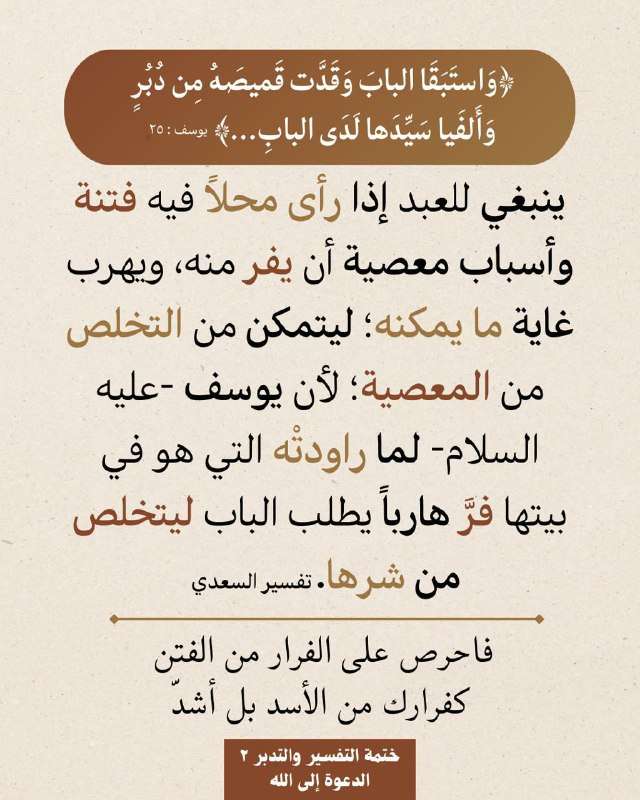 ﴿وَاستَبَقَا البابَ وَقَدَّت قَميصَهُ مِن دُبُرٍ
وَأَلفَيا سَيِّدَها لَدَى البابِ...﴾ يوسف : ٢٥
ينبغي للعبد إذا رأى محلاً فيه فتنة
وأسباب معصية أن يفر منه، ويهرب
غاية ما يمكنه؛ ليتمكن من التخلص
من المعصية؛ لأن يوسف -عليه
السلام- لما راودتْه التي هو في
بيتها فرَّ هارباً يطلب الباب ليتخلص
من شرها. تفسير السعدي
فاحرص على الفرار من الفتن
كفرارك من الأسد بل أشدّ
ختمة التفسير والتدبر ٢
الدعوة إلى الله